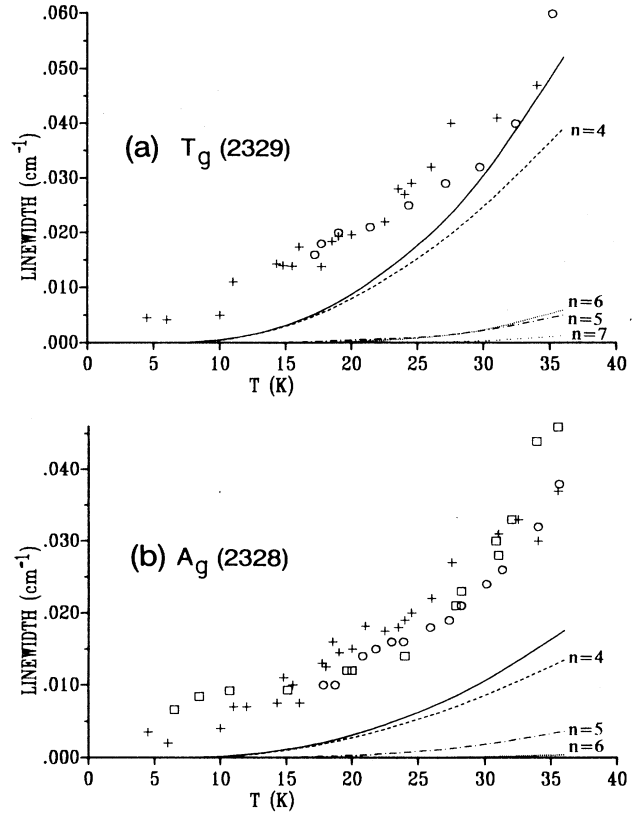 .060
.050
.040
.030
.020
.010
.000
LINEWIDTH (cm⁻¹)
(a) Tg (2329)
n=4
n=6
n=5
n=7
0 5 10 15 20 25 30 35 40
T (K)
.040
.030
.020
.010
.000
LINEWIDTH (cm⁻¹)
(b) Ag (2328)
n=4
n=5
n=6
0 5 10 15 20 25 30 35 40
T (K)